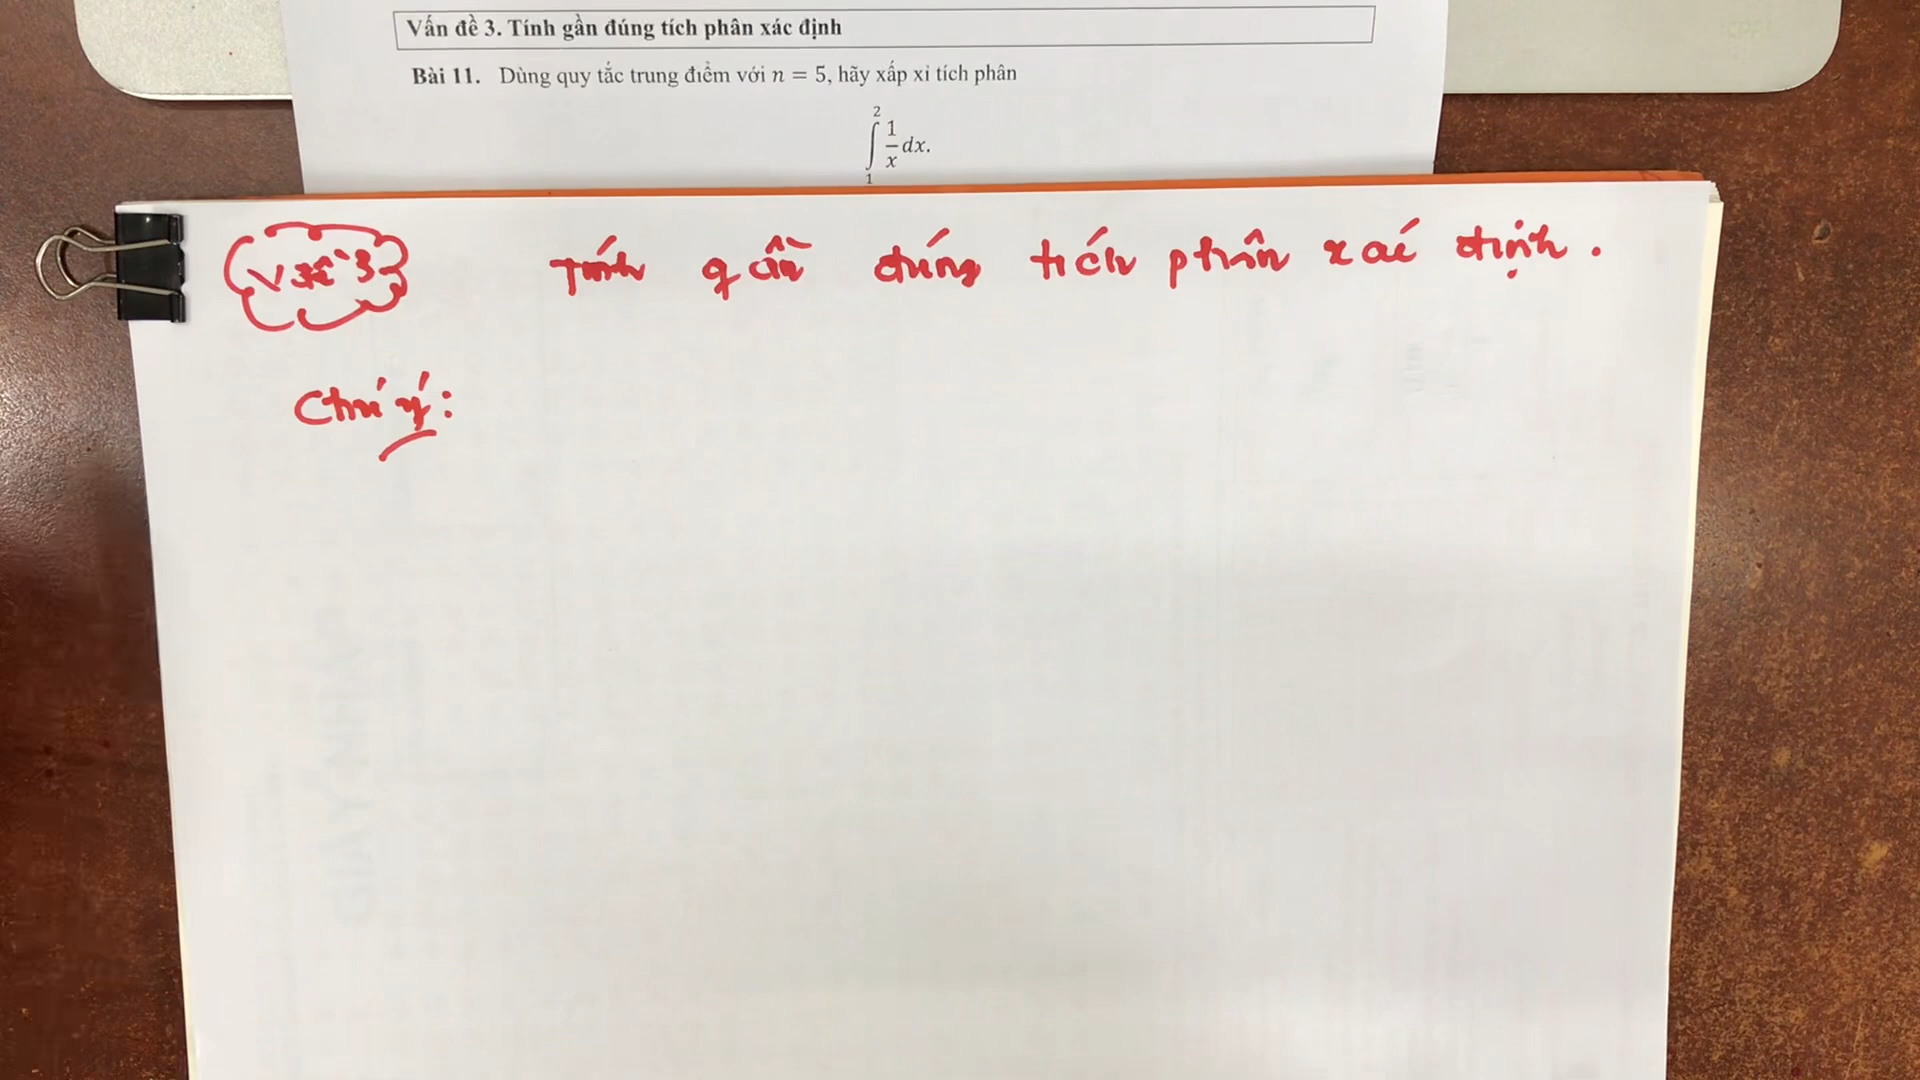 Vấn đề 3. Tính gần đúng tích phân xác định
Bài 11. Dùng quy tắc trung điểm với n = 5, hãy xấp xỉ tích phân
∫₁² 1/x dx.
VĐề 3 Tính gần đúng tích phân xác định.
Chú ý: